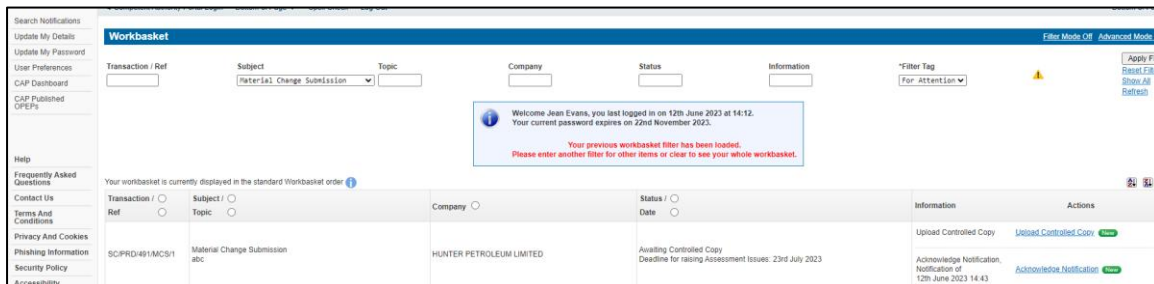 Search Notifications
Update My Details
Update My Password
User Preferences
CAP Dashboard
CAP Published
OPEPs
Help
Frequently Asked
Questions
Contact Us
Terms And
Conditions
Privacy And Cookies
Phishing Information
Security Policy
Accessibility
Workbasket
Filter Mode Off Advanced Mode
Transaction / Ref Subject Topic Company Status Information *Filter Tag
Material Change Submission
For Attention
Apply
Reset
Show All
Refresh
Welcome Jean Evans, you last logged in on 12th June 2023 at 14:12.
Your current password expires on 22nd November 2023.
Your previous workbasket filter has been loaded.
Please enter another filter for other items or clear to see your whole workbasket.
Your workbasket is currently displayed in the standard Workbasket order
Transaction / Subject / Company Status / Information Actions
Ref Topic Date
SC/PRD/491/MCS/1
Material Change Submission
abc
HUNTER PETROLEUM LIMITED
Awaiting Controlled Copy
Deadline for raising Assessment Issues: 23rd July 2023
Upload Controlled Copy Upload Controlled Copy New
Acknowledge Notification,
Notification of
12th June 2023 14:43
Acknowledge Notification New